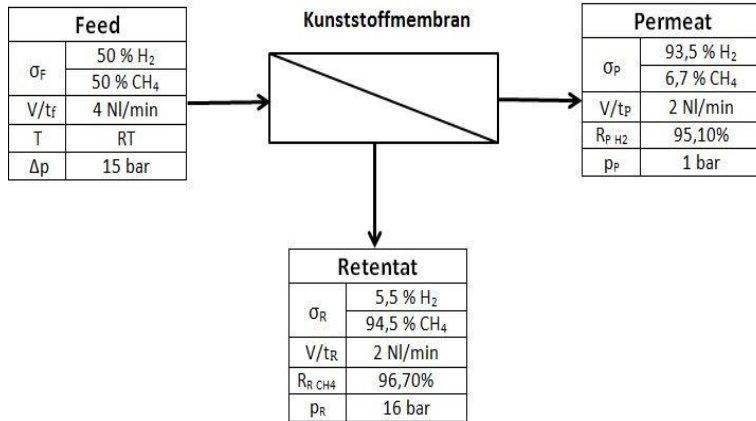 Kunststoffmembran
Feed
σF 50 % H2
50 % CH4
V/tf 4 Nl/min
T RT
Δp 15 bar
Permeat
σP 93,5 % H2
6,7 % CH4
V/tP 2 Nl/min
RP H2 95,10%
pP 1 bar
Retentat
σR 5,5 % H2
94,5 % CH4
V/tR 2 Nl/min
RR CH4 96,70%
pR 16 bar